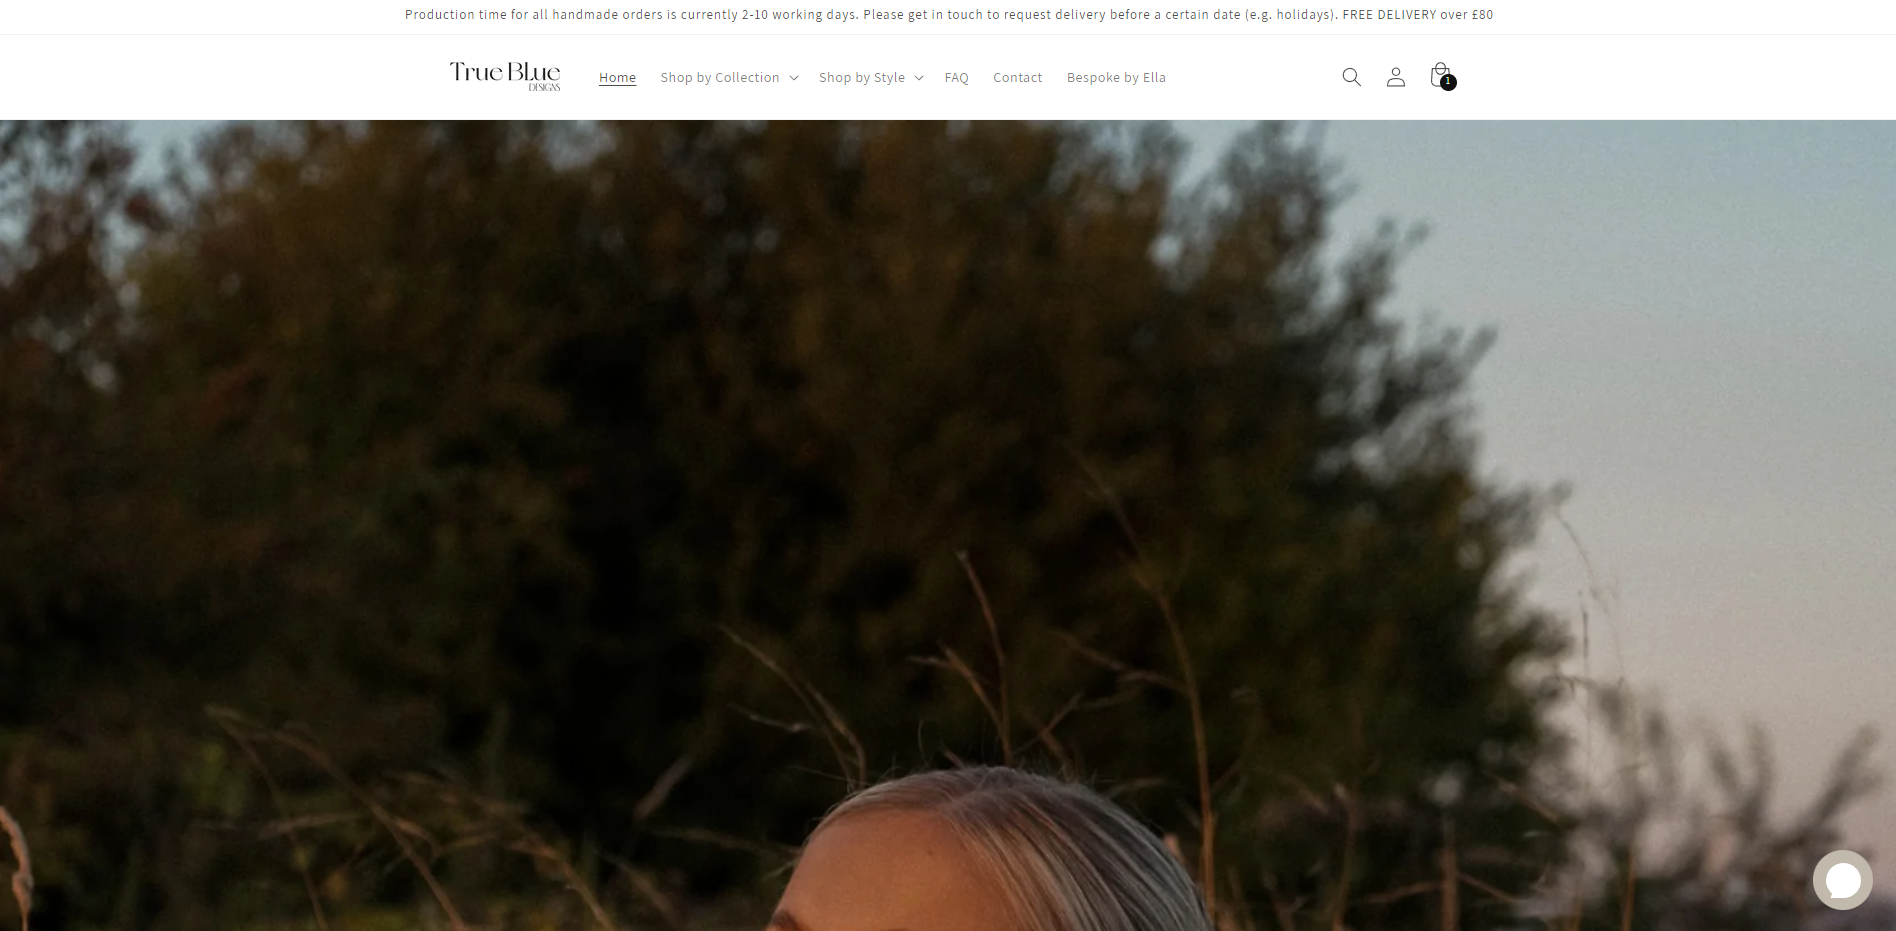 Production time for all handmade orders is currently 2-10 working days. Please get in touch to request delivery before a certain date (e.g. holidays). FREE DELIVERY over £80
True Blue
DESIGNS
Home
Shop by Collection
Shop by Style
FAQ
Contact
Bespoke by Ella
1